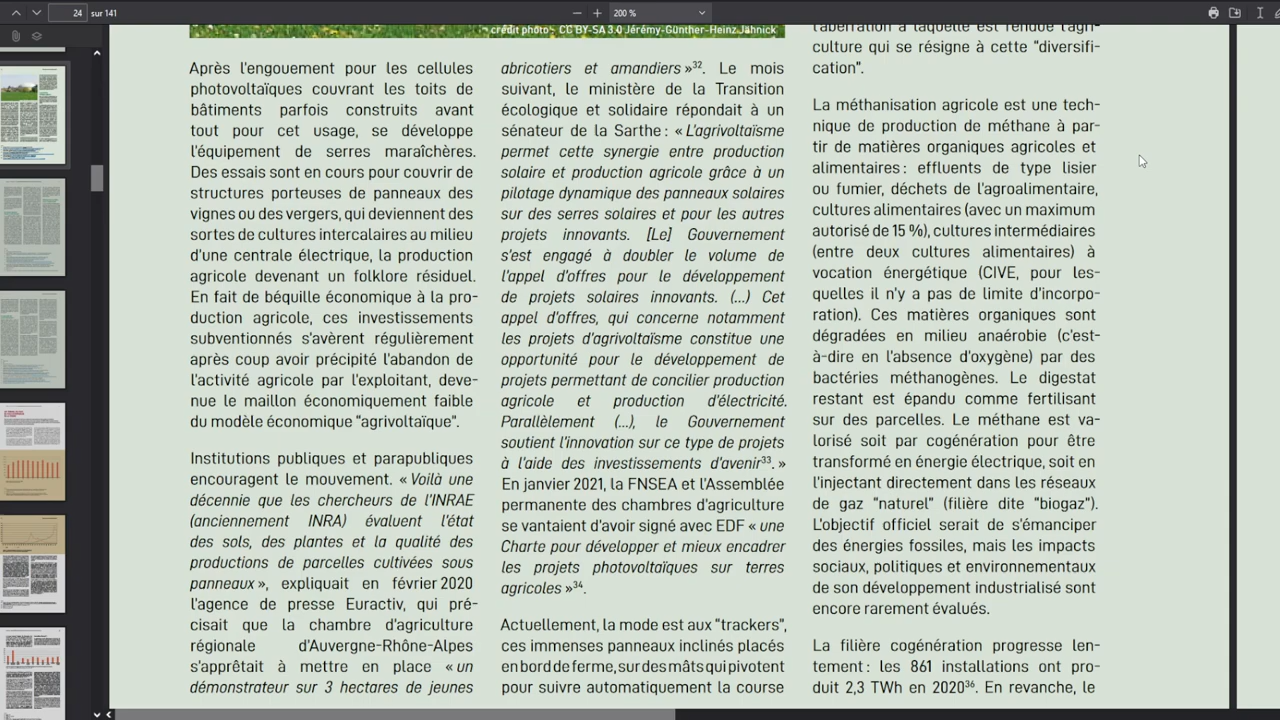 24 sur 141
200 %
crédit photo - CC BY-SA 3.0 Jérémy-Günther-Heinz Jähnick
Après l'engouement pour les cellules
photovoltaïques couvrant les toits de
bâtiments parfois construits avant
tout pour cet usage, se développe
l'équipement de serres maraîchères.
Des essais sont en cours pour couvrir de
structures porteuses de panneaux des
vignes ou des vergers, qui deviennent des
sortes de cultures intercalaires au milieu
d'une centrale électrique, la production
agricole devenant un folklore résiduel.
En fait de béquille économique à la pro-
duction agricole, ces investissements
subventionnés s'avèrent régulièrement
après coup avoir précipité l'abandon de
l'activité agricole par l'exploitant, deve-
nue le maillon économiquement faible
du modèle économique "agrivoltaïque".
Institutions publiques et parapubliques
encouragent le mouvement. « Voilà une
décennie que les chercheurs de l'INRAE
(anciennement INRA) évaluent l'état
des sols, des plantes et la qualité des
productions de parcelles cultivées sous
panneaux », expliquait en février 2020
l'agence de presse Euractiv, qui pré-
cisait que la chambre d'agriculture
régionale d'Auvergne-Rhône-Alpes
s'apprêtait à mettre en place « un
démonstrateur sur 3 hectares de jeunes
abricotiers et amandiers »³². Le mois
suivant, le ministère de la Transition
écologique et solidaire répondait à un
sénateur de la Sarthe : « L'agrivoltaïsme
permet cette synergie entre production
solaire et production agricole grâce à un
pilotage dynamique des panneaux solaires
sur des serres solaires et pour les autres
projets innovants. [Le] Gouvernement
s'est engagé à doubler le volume de
l'appel d'offres pour le développement
de projets solaires innovants. (...) Cet
appel d'offres, qui concerne notamment
les projets d'agrivoltaïsme constitue une
opportunité pour le développement de
projets permettant de concilier production
agricole et production d'électricité.
Parallèlement (...), le Gouvernement
soutient l'innovation sur ce type de projets
à l'aide des investissements d'avenir³³. »
En janvier 2021, la FNSEA et l'Assemblée
permanente des chambres d'agriculture
se vantaient d'avoir signé avec EDF « une
Charte pour développer et mieux encadrer
les projets photovoltaïques sur terres
agricoles »³⁴.
Actuellement, la mode est aux "trackers",
ces immenses panneaux inclinés placés
en bord de ferme, sur des mâts qui pivotent
pour suivre automatiquement la course
l'aberration à laquelle est rendue l'agri-
culture qui se résigne à cette "diversifi-
cation".
La méthanisation agricole est une tech-
nique de production de méthane à par-
tir de matières organiques agricoles et
alimentaires : effluents de type lisier
ou fumier, déchets de l'agroalimentaire,
cultures alimentaires (avec un maximum
autorisé de 15 %), cultures intermédiaires
(entre deux cultures alimentaires) à
vocation énergétique (CIVE, pour les-
quelles il n'y a pas de limite d'incorpo-
ration). Ces matières organiques sont
dégradées en milieu anaérobie (c'est-
à-dire en l'absence d'oxygène) par des
bactéries méthanogènes. Le digestat
restant est épandu comme fertilisant
sur des parcelles. Le méthane est va-
lorisé soit par cogénération pour être
transformé en énergie électrique, soit en
l'injectant directement dans les réseaux
de gaz "naturel" (filière dite "biogaz").
L'objectif officiel serait de s'émanciper
des énergies fossiles, mais les impacts
sociaux, politiques et environnementaux
de son développement industrialisé sont
encore rarement évalués.
La filière cogénération progresse len-
tement : les 861 installations ont pro-
duit 2,3 TWh en 2020³⁶. En revanche, le